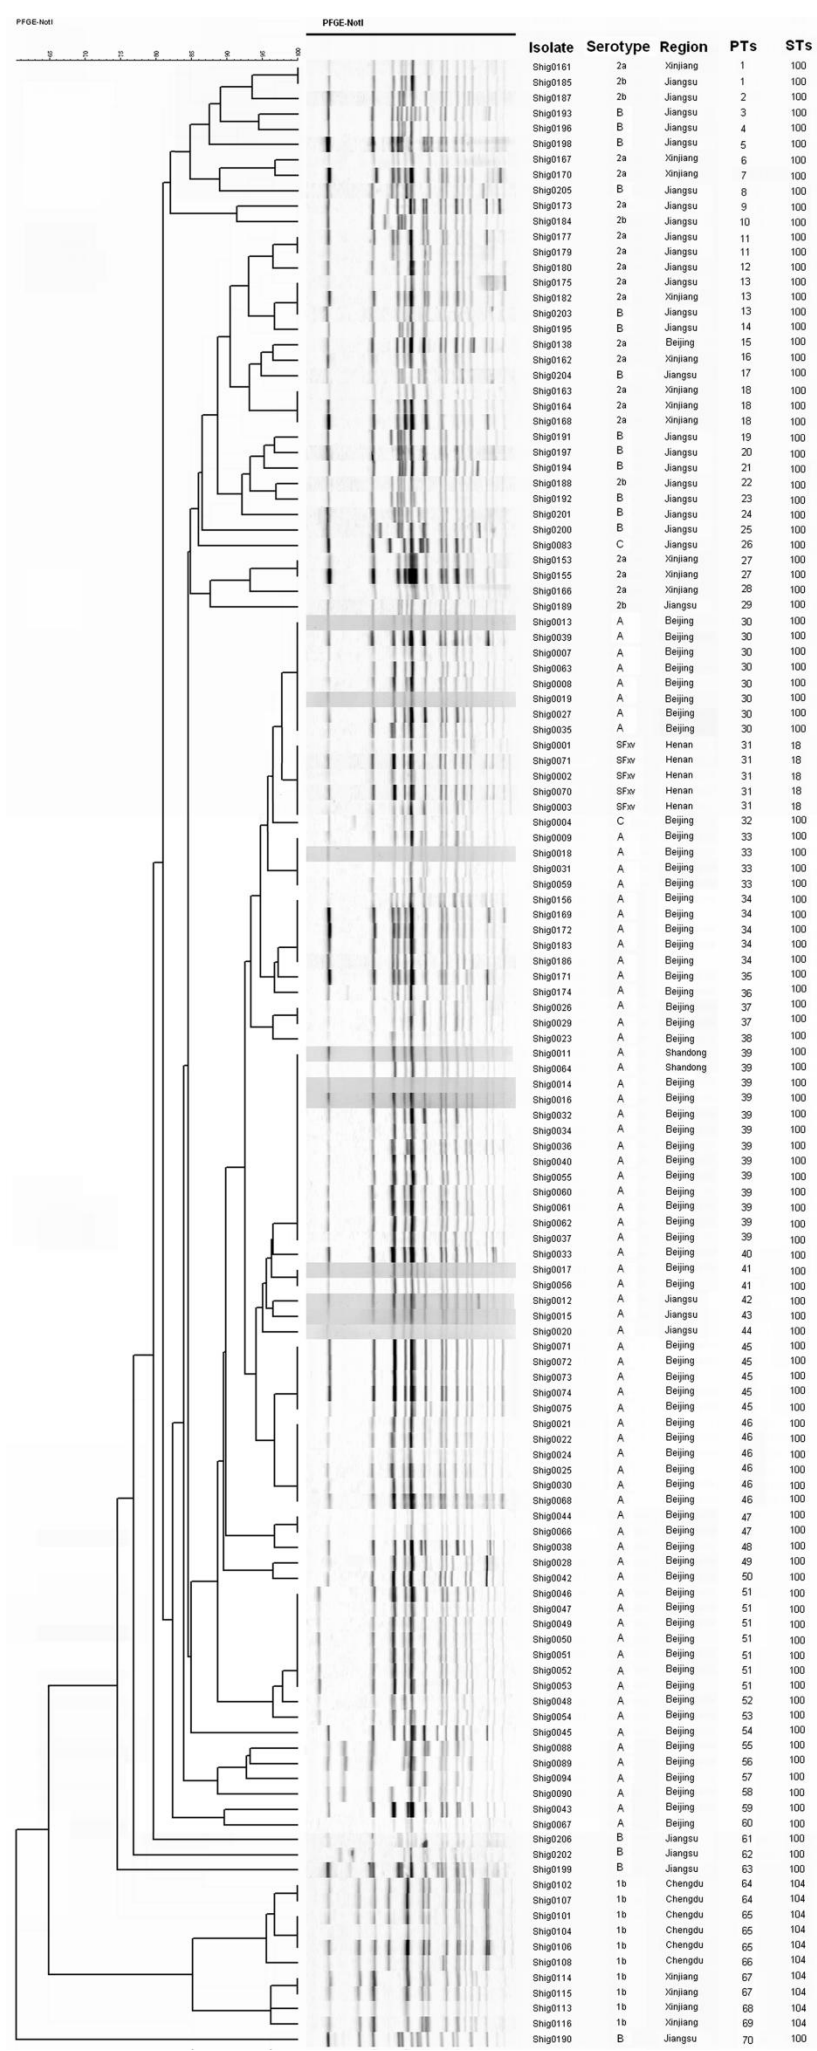 PFGE-NotI PFGE-NotI
65 70 75 80 85 90 95 100
Isolate Serotype Region PTs STs
Shig0161 2a Xinjiang 1 100
Shig0185 2b Jiangsu 1 100
Shig0187 2b Jiangsu 2 100
Shig0193 B Jiangsu 3 100
Shig0196 B Jiangsu 4 100
Shig0198 B Jiangsu 5 100
Shig0167 2a Xinjiang 6 100
Shig0170 2a Xinjiang 7 100
Shig0205 B Jiangsu 8 100
Shig0173 2a Jiangsu 9 100
Shig0184 2b Jiangsu 10 100
Shig0177 2a Jiangsu 11 100
Shig0179 2a Jiangsu 11 100
Shig0180 2a Jiangsu 12 100
Shig0175 2a Jiangsu 13 100
Shig0182 2a Xinjiang 13 100
Shig0203 B Jiangsu 13 100
Shig0195 B Jiangsu 14 100
Shig0138 2a Beijing 15 100
Shig0162 2a Xinjiang 16 100
Shig0204 B Jiangsu 17 100
Shig0163 2a Xinjiang 18 100
Shig0164 2a Xinjiang 18 100
Shig0168 2a Xinjiang 18 100
Shig0191 B Jiangsu 19 100
Shig0197 B Jiangsu 20 100
Shig0194 B Jiangsu 21 100
Shig0188 2b Jiangsu 22 100
Shig0192 B Jiangsu 23 100
Shig0201 B Jiangsu 24 100
Shig0200 B Jiangsu 25 100
Shig0083 C Jiangsu 26 100
Shig0153 2a Xinjiang 27 100
Shig0155 2a Xinjiang 27 100
Shig0166 2a Xinjiang 28 100
Shig0189 2b Jiangsu 29 100
Shig0013 A Beijing 30 100
Shig0039 A Beijing 30 100
Shig0007 A Beijing 30 100
Shig0063 A Beijing 30 100
Shig0008 A Beijing 30 100
Shig0019 A Beijing 30 100
Shig0027 A Beijing 30 100
Shig0035 A Beijing 30 100
Shig0001 SFxv Henan 31 18
Shig0071 SFxv Henan 31 18
Shig0002 SFxv Henan 31 18
Shig0070 SFxv Henan 31 18
Shig0003 SFxv Henan 31 18
Shig0004 C Beijing 32 100
Shig0009 A Beijing 33 100
Shig0018 A Beijing 33 100
Shig0031 A Beijing 33 100
Shig0059 A Beijing 33 100
Shig0156 A Beijing 34 100
Shig0169 A Beijing 34 100
Shig0172 A Beijing 34 100
Shig0183 A Beijing 34 100
Shig0186 A Beijing 34 100
Shig0171 A Beijing 35 100
Shig0174 A Beijing 36 100
Shig0026 A Beijing 37 100
Shig0029 A Beijing 37 100
Shig0023 A Beijing 38 100
Shig0011 A Shandong 39 100
Shig0064 A Shandong 39 100
Shig0014 A Beijing 39 100
Shig0016 A Beijing 39 100
Shig0032 A Beijing 39 100
Shig0034 A Beijing 39 100
Shig0036 A Beijing 39 100
Shig0040 A Beijing 39 100
Shig0055 A Beijing 39 100
Shig0060 A Beijing 39 100
Shig0061 A Beijing 39 100
Shig0062 A Beijing 39 100
Shig0037 A Beijing 39 100
Shig0033 A Beijing 40 100
Shig0017 A Beijing 41 100
Shig0056 A Beijing 41 100
Shig0012 A Jiangsu 42 100
Shig0015 A Jiangsu 43 100
Shig0020 A Jiangsu 44 100
Shig0071 A Beijing 45 100
Shig0072 A Beijing 45 100
Shig0073 A Beijing 45 100
Shig0074 A Beijing 45 100
Shig0075 A Beijing 45 100
Shig0021 A Beijing 46 100
Shig0022 A Beijing 46 100
Shig0024 A Beijing 46 100
Shig0025 A Beijing 46 100
Shig0030 A Beijing 46 100
Shig0068 A Beijing 46 100
Shig0044 A Beijing 47 100
Shig0066 A Beijing 47 100
Shig0038 A Beijing 48 100
Shig0028 A Beijing 49 100
Shig0042 A Beijing 50 100
Shig0046 A Beijing 51 100
Shig0047 A Beijing 51 100
Shig0049 A Beijing 51 100
Shig0050 A Beijing 51 100
Shig0051 A Beijing 51 100
Shig0052 A Beijing 51 100
Shig0053 A Beijing 51 100
Shig0048 A Beijing 52 100
Shig0054 A Beijing 53 100
Shig0045 A Beijing 54 100
Shig0088 A Beijing 55 100
Shig0089 A Beijing 56 100
Shig0094 A Beijing 57 100
Shig0090 A Beijing 58 100
Shig0043 A Beijing 59 100
Shig0067 A Beijing 60 100
Shig0206 B Jiangsu 61 100
Shig0202 B Jiangsu 62 100
Shig0199 B Jiangsu 63 100
Shig0102 1b Chengdu 64 104
Shig0107 1b Chengdu 64 104
Shig0101 1b Chengdu 65 104
Shig0104 1b Chengdu 65 104
Shig0106 1b Chengdu 65 104
Shig0108 1b Chengdu 66 104
Shig0114 1b Xinjiang 67 104
Shig0115 1b Xinjiang 67 104
Shig0113 1b Xinjiang 68 104
Shig0116 1b Xinjiang 69 104
Shig0190 B Jiangsu 70 100